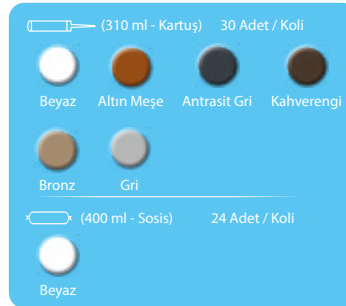 (310 ml - Kartuş) 30 Adet / Koli
Beyaz Altın Meşe Antrasit Gri Kahverengi
Bronz Gri
(400 ml - Sosis) 24 Adet / Koli
Beyaz